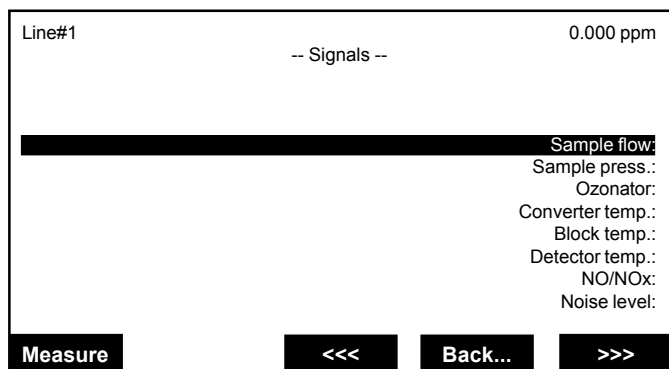 Line#1 0.000 ppm
-- Signals --
Sample flow:
Sample press.:
Ozonator:
Converter temp.:
Block temp.:
Detector temp.:
NO/NOx:
Noise level:
Measure <<< Back... >>>